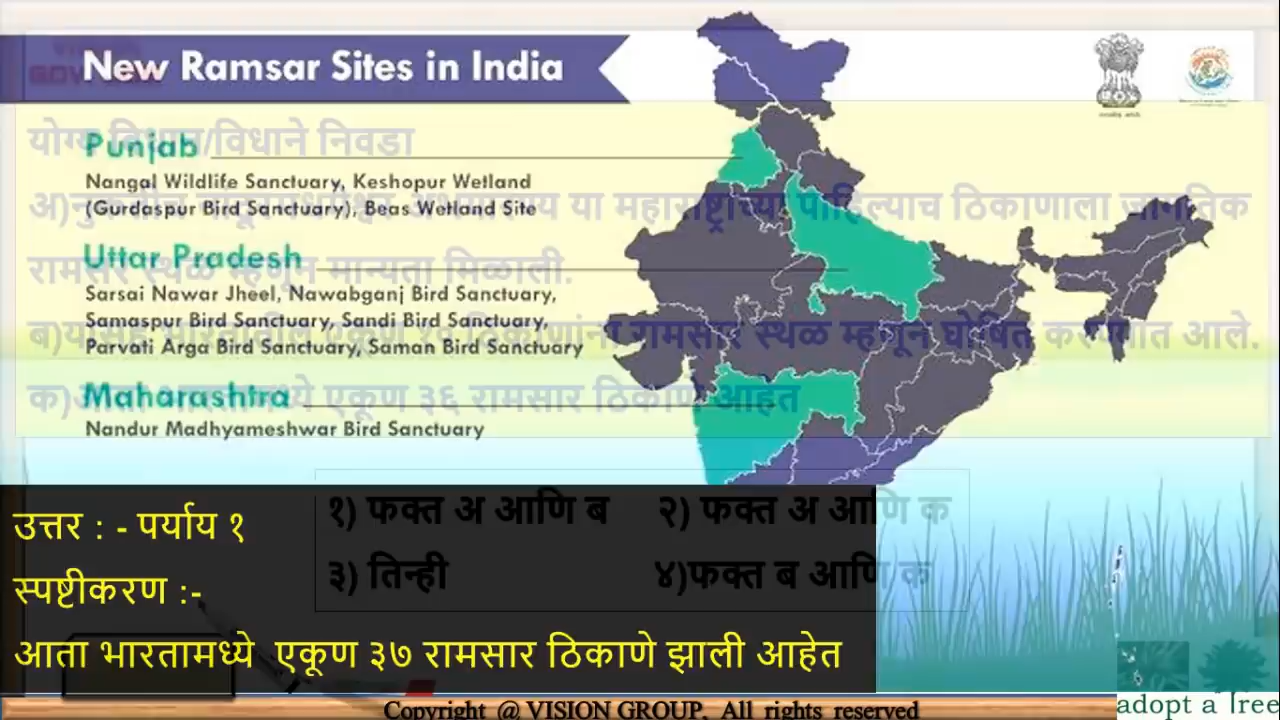 New Ramsar Sites in India
Punjab
Nangal Wildlife Sanctuary, Keshopur Wetland
(Gurdaspur Bird Sanctuary), Beas Wetland Site
Uttar Pradesh
Sarsai Nawar Jheel, Nawabganj Bird Sanctuary,
Samaspur Bird Sanctuary, Sandi Bird Sanctuary,
Parvati Arga Bird Sanctuary, Saman Bird Sanctuary
Maharashtra
Nandur Madhyameshwar Bird Sanctuary
योग्य विधान/विधाने निवडा
या महाराष्ट्राच्या पाहिल्याच ठिकाणाला जागतिक
रामसार स्थळ म्हणून मान्यता मिळाली.
एकूण रामसार स्थळ म्हणून घोषित करण्यात आले.
एकूण ३६ रामसार ठिकाणे आहेत
१) फक्त अ आणि ब २) फक्त अ आणि क
३) तिन्ही ४)फक्त ब आणि क
उत्तर : - पर्याय १
स्पष्टीकरण :-
आता भारतामध्ये एकूण ३७ रामसार ठिकाणे झाली आहेत
Copyright @ VISION GROUP, All rights reserved
adopt a Tree